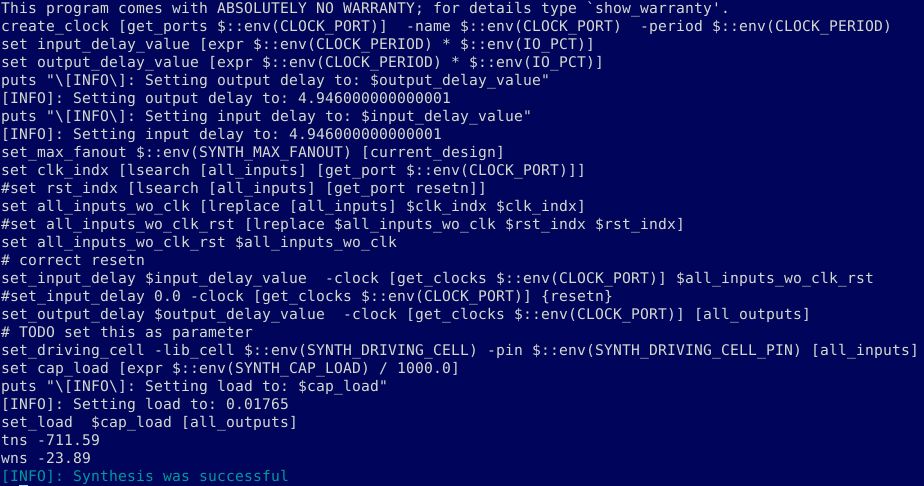 This program comes with ABSOLUTELY NO WARRANTY; for details type `show_warranty'.
create_clock [get_ports $::env(CLOCK_PORT)]  -name $::env(CLOCK_PORT)  -period $::env(CLOCK_PERIOD)
set input_delay_value [expr $::env(CLOCK_PERIOD) * $::env(IO_PCT)]
set output_delay_value [expr $::env(CLOCK_PERIOD) * $::env(IO_PCT)]
puts "\[INFO\]: Setting output delay to: $output_delay_value"
[INFO]: Setting output delay to: 4.946000000000001
puts "\[INFO\]: Setting input delay to: $input_delay_value"
[INFO]: Setting input delay to: 4.946000000000001
set_max_fanout $::env(SYNTH_MAX_FANOUT) [current_design]
set clk_indx [lsearch [all_inputs] [get_port $::env(CLOCK_PORT)]]
#set rst_indx [lsearch [all_inputs] [get_port resetn]]
set all_inputs_wo_clk [lreplace [all_inputs] $clk_indx $clk_indx]
#set all_inputs_wo_clk_rst [lreplace $all_inputs_wo_clk $rst_indx $rst_indx]
set all_inputs_wo_clk_rst $all_inputs_wo_clk
# correct resetn
set_input_delay $input_delay_value  -clock [get_clocks $::env(CLOCK_PORT)] $all_inputs_wo_clk_rst
#set_input_delay 0.0 -clock [get_clocks $::env(CLOCK_PORT)] {resetn}
set_output_delay $output_delay_value  -clock [get_clocks $::env(CLOCK_PORT)] [all_outputs]
# TODO set this as parameter
set_driving_cell -lib_cell $::env(SYNTH_DRIVING_CELL) -pin $::env(SYNTH_DRIVING_CELL_PIN) [all_inputs]
set cap_load [expr $::env(SYNTH_CAP_LOAD) / 1000.0]
puts "\[INFO\]: Setting load to: $cap_load"
[INFO]: Setting load to: 0.01765
set_load  $cap_load [all_outputs]
tns -711.59
wns -23.89
[INFO]: Synthesis was successful